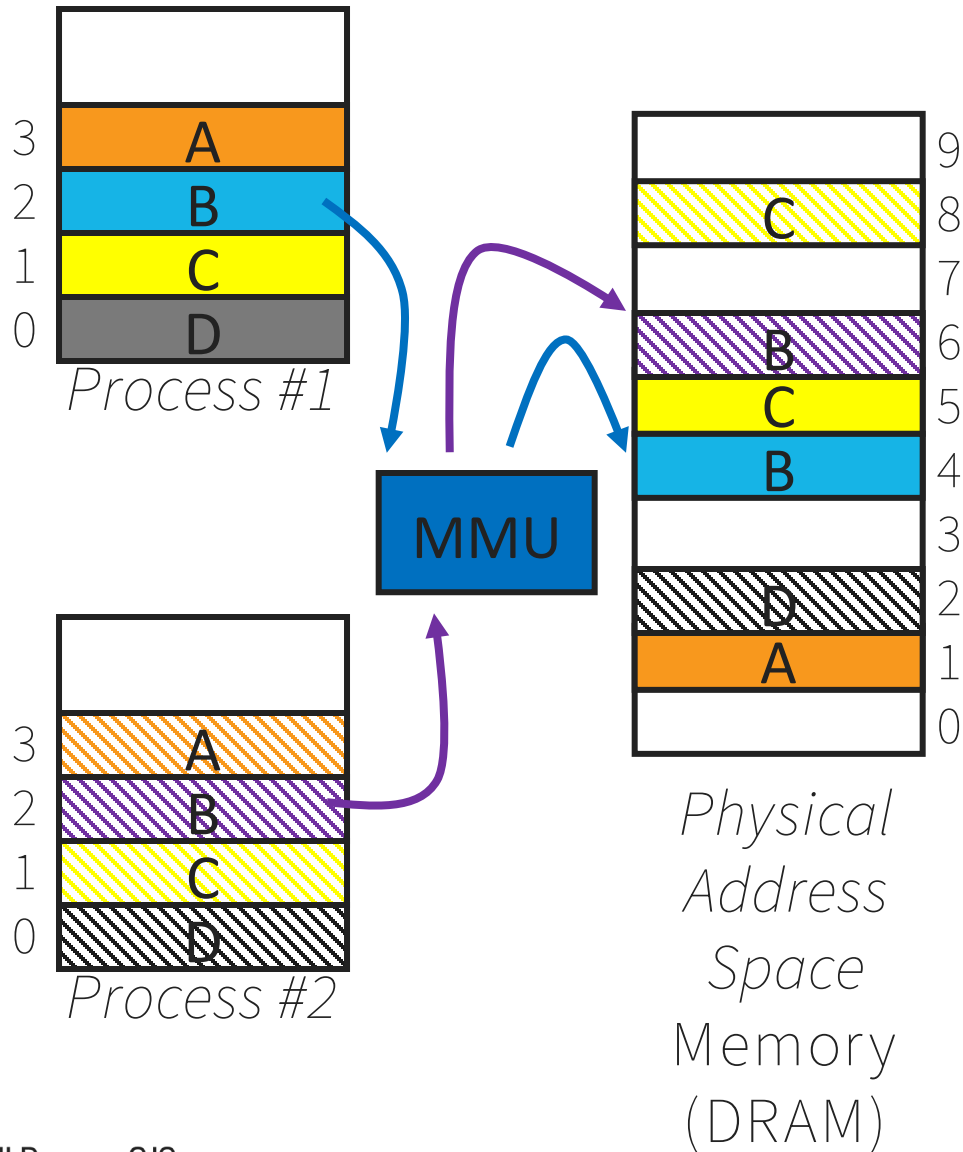 3 A
2 B
1 C
0 D
Process #1
MMU
3 A
2 B
1 C
0 D
Process #2
9
C 8
7
B 6
C 5
B 4
3
D 2
A 1
0
Physical
Address
Space
Memory
(DRAM)